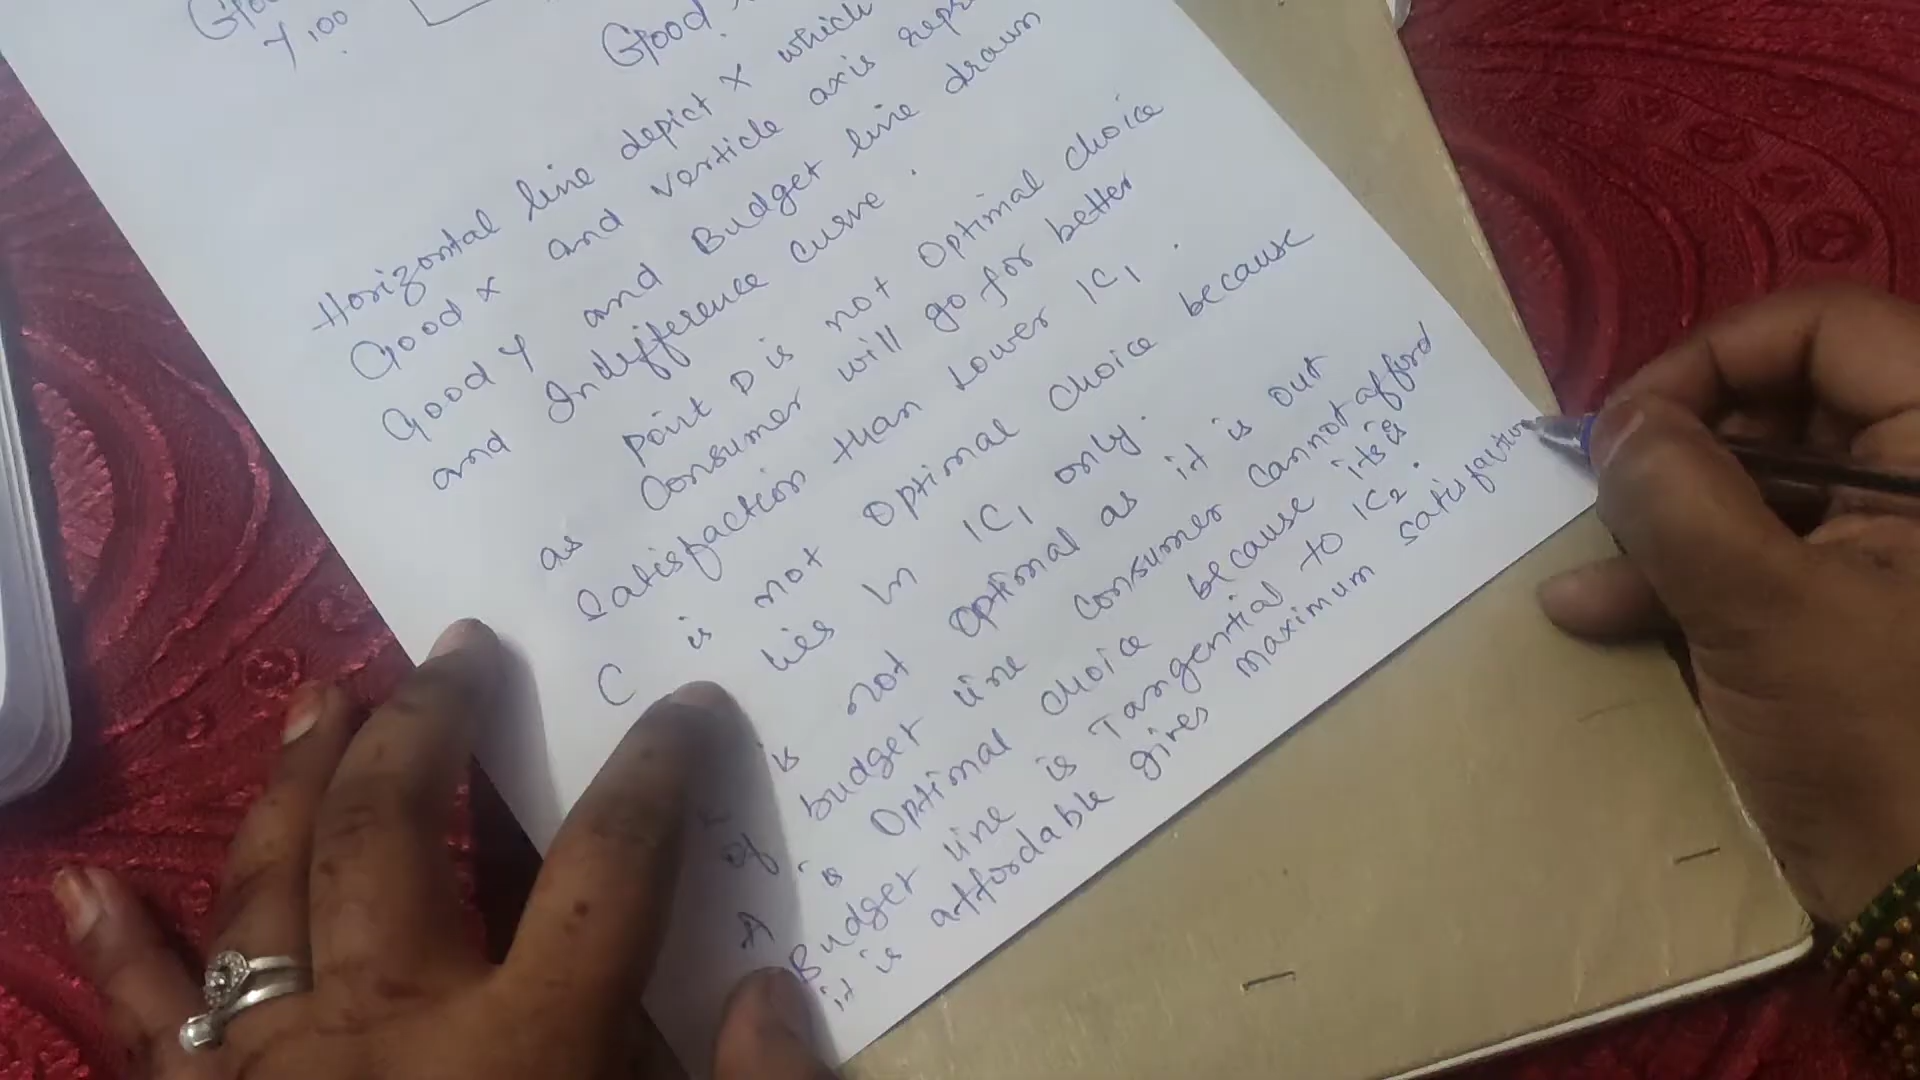 Good
Y,00
Good
Horizontal line depict X which
Good X and verticle axis repr
Good Y and Budget line drawn
and Indifference curve.
point D is not Optimal choice
as Consumer will go for better
Satisfaction than Lower IC1.
C is not Optimal choice because
lies in IC1 only.
is not optimal as it is out
of budget line consumer cannot afford
A is Optimal choice because its is
Budget line is Tangential to IC2.
it is affordable gives maximum satisfaction